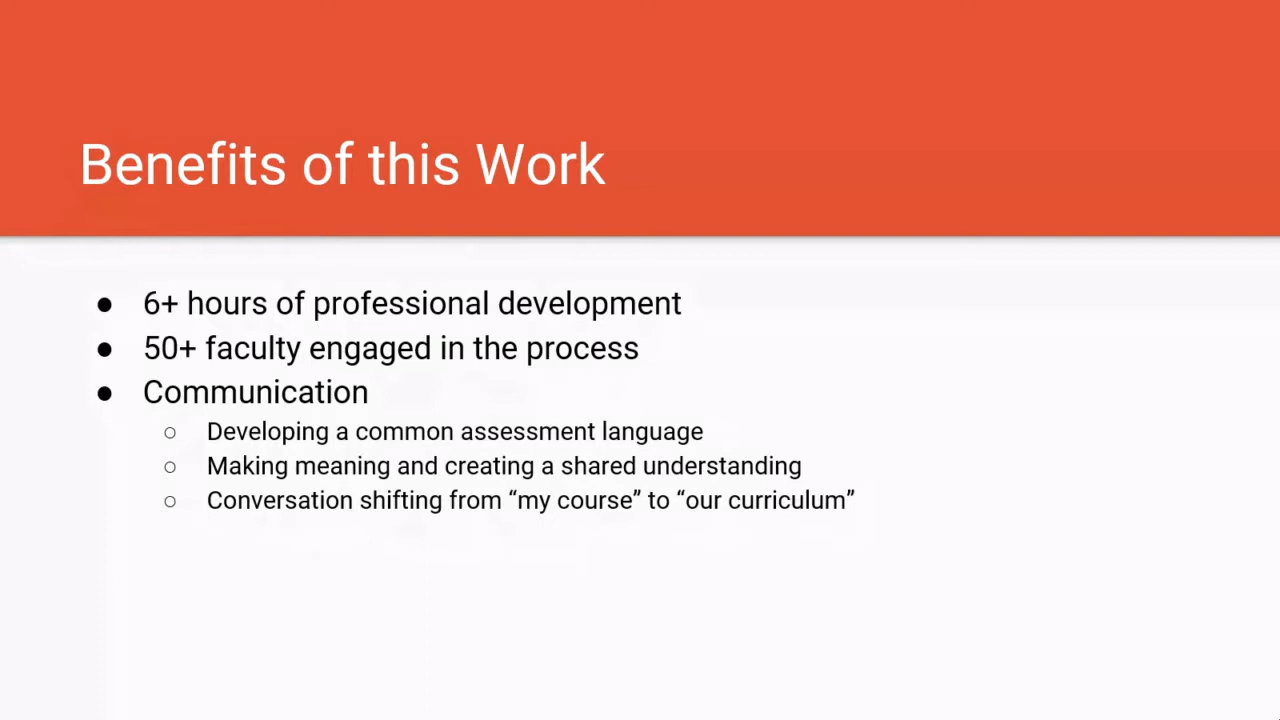 Benefits of this Work
● 6+ hours of professional development
● 50+ faculty engaged in the process
● Communication
○ Developing a common assessment language
○ Making meaning and creating a shared understanding
○ Conversation shifting from “my course” to “our curriculum”